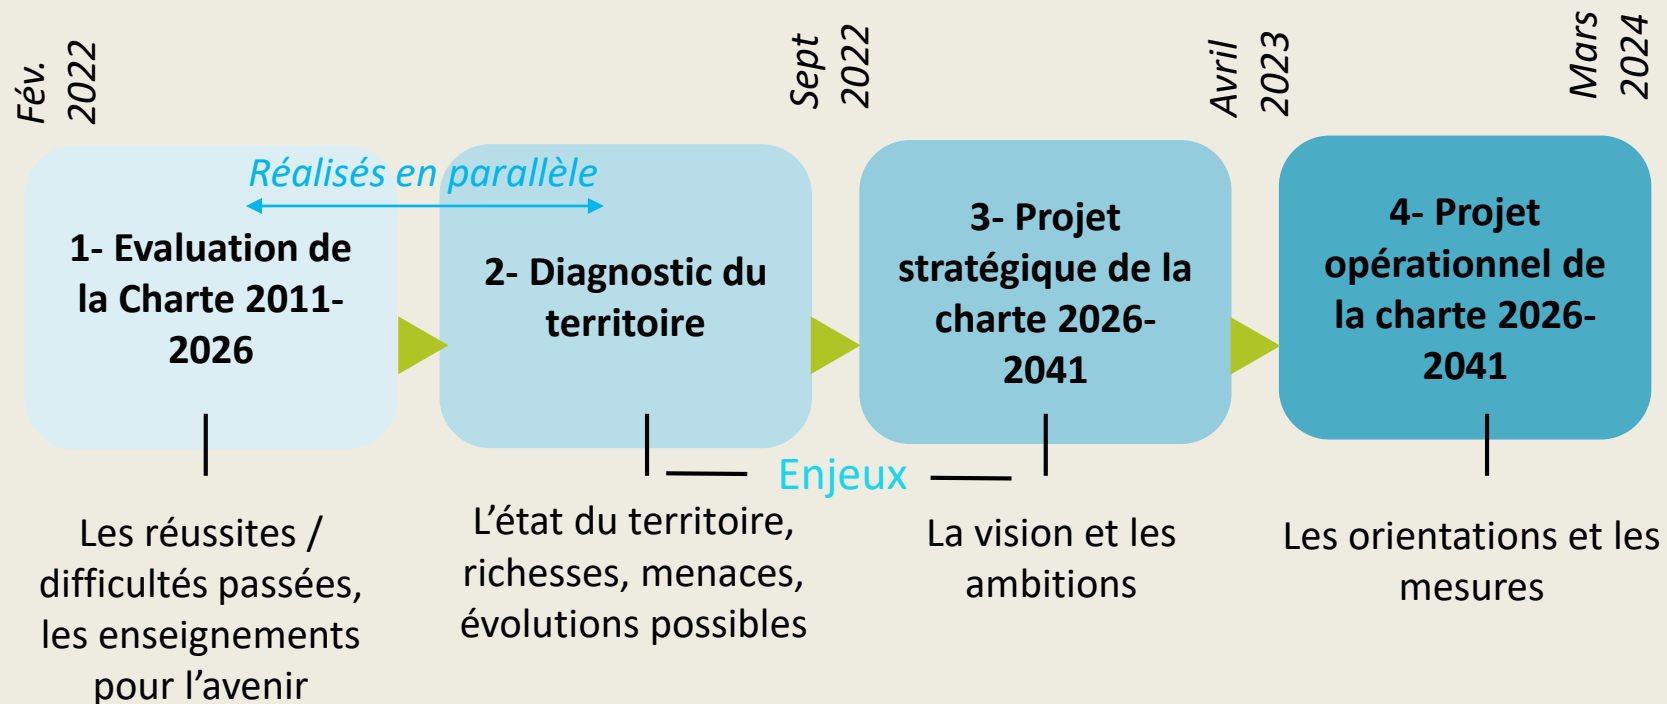 Fév.
2022
Sept
2022
Avril
2023
Mars
2024
Réalisés en parallèle
1- Evaluation de
la Charte 2011-
2026
2- Diagnostic du
territoire
3- Projet
stratégique de la
charte 2026-
2041
4- Projet
opérationnel de
la charte 2026-
2041
Enjeux
Les réussites /
difficultés passées,
les enseignements
pour l’avenir
L’état du territoire,
richesses, menaces,
évolutions possibles
La vision et les
ambitions
Les orientations et les
mesures